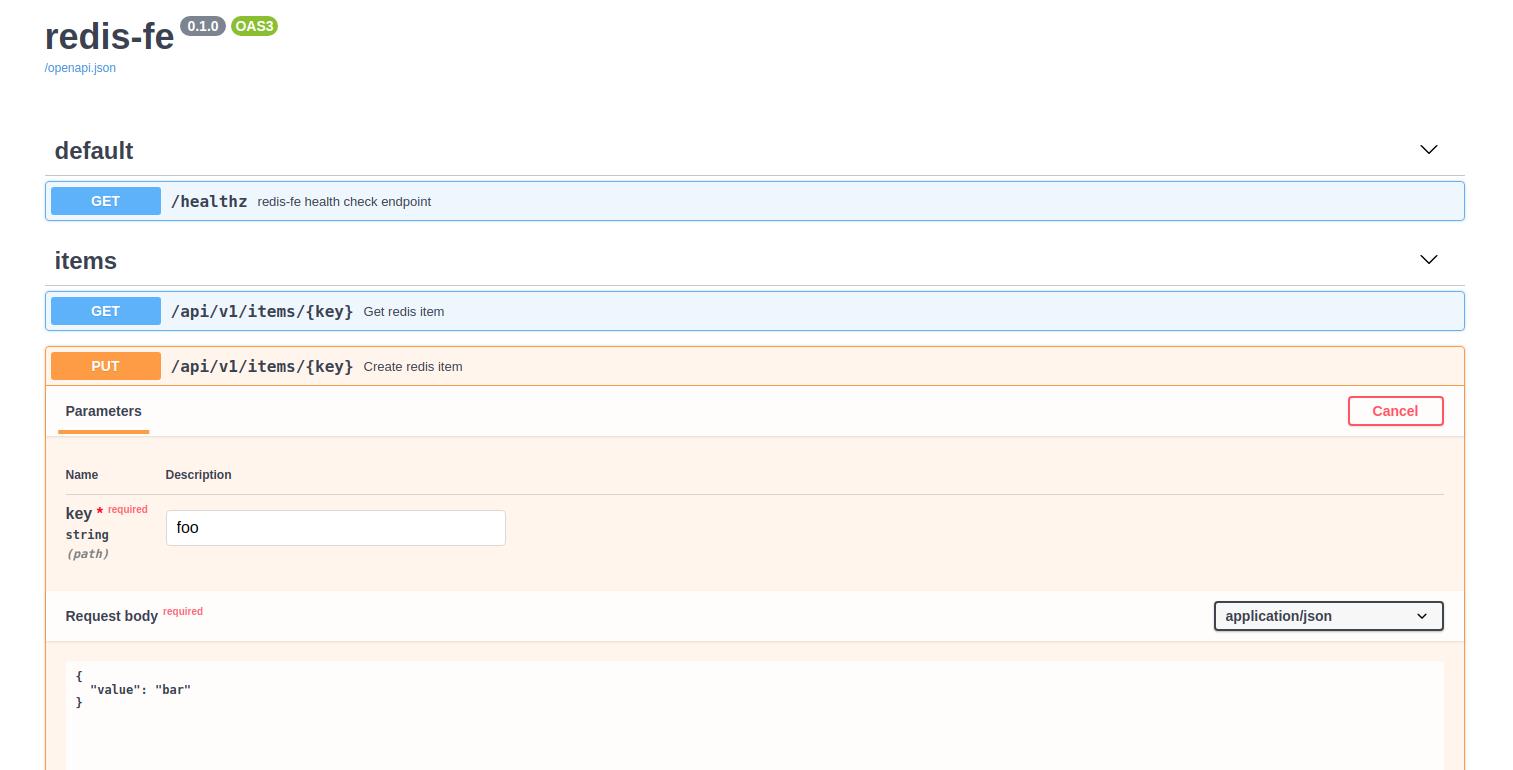 redis-fe 0.1.0 OAS3
/openapi.json
default
GET /healthz redis-fe health check endpoint
items
GET /api/v1/items/{key} Get redis item
PUT /api/v1/items/{key} Create redis item
Parameters Cancel
Name Description
key * required
string
(path)
foo
Request body required application/json
{
  "value": "bar"
}